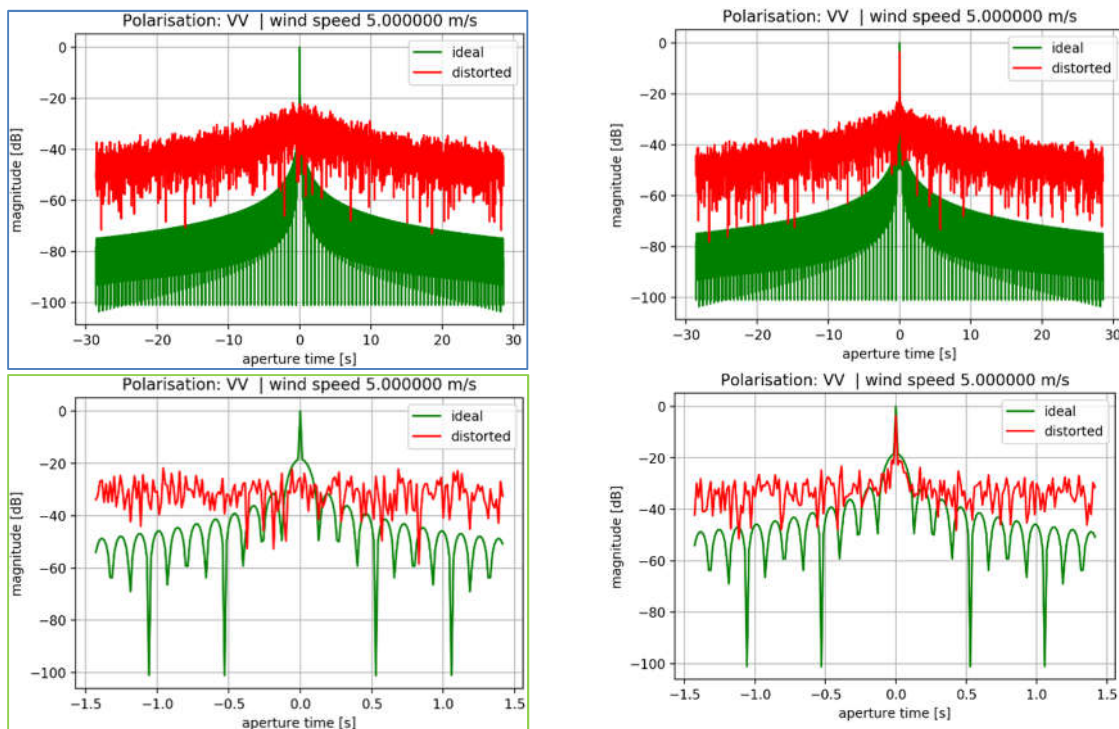 Polarisation: VV | wind speed 5.000000 m/s
ideal
distorted
magnitude [dB]
0
−20
−40
−60
−80
−100
−30
−20
−10
0
10
20
30
aperture time [s]
Polarisation: VV | wind speed 5.000000 m/s
ideal
distorted
magnitude [dB]
0
−20
−40
−60
−80
−100
−30
−20
−10
0
10
20
30
aperture time [s]
Polarisation: VV | wind speed 5.000000 m/s
ideal
distorted
magnitude [dB]
0
−20
−40
−60
−80
−100
−1.5
−1.0
−0.5
0.0
0.5
1.0
1.5
aperture time [s]
Polarisation: VV | wind speed 5.000000 m/s
ideal
distorted
magnitude [dB]
0
−20
−40
−60
−80
−100
−1.5
−1.0
−0.5
0.0
0.5
1.0
1.5
aperture time [s]